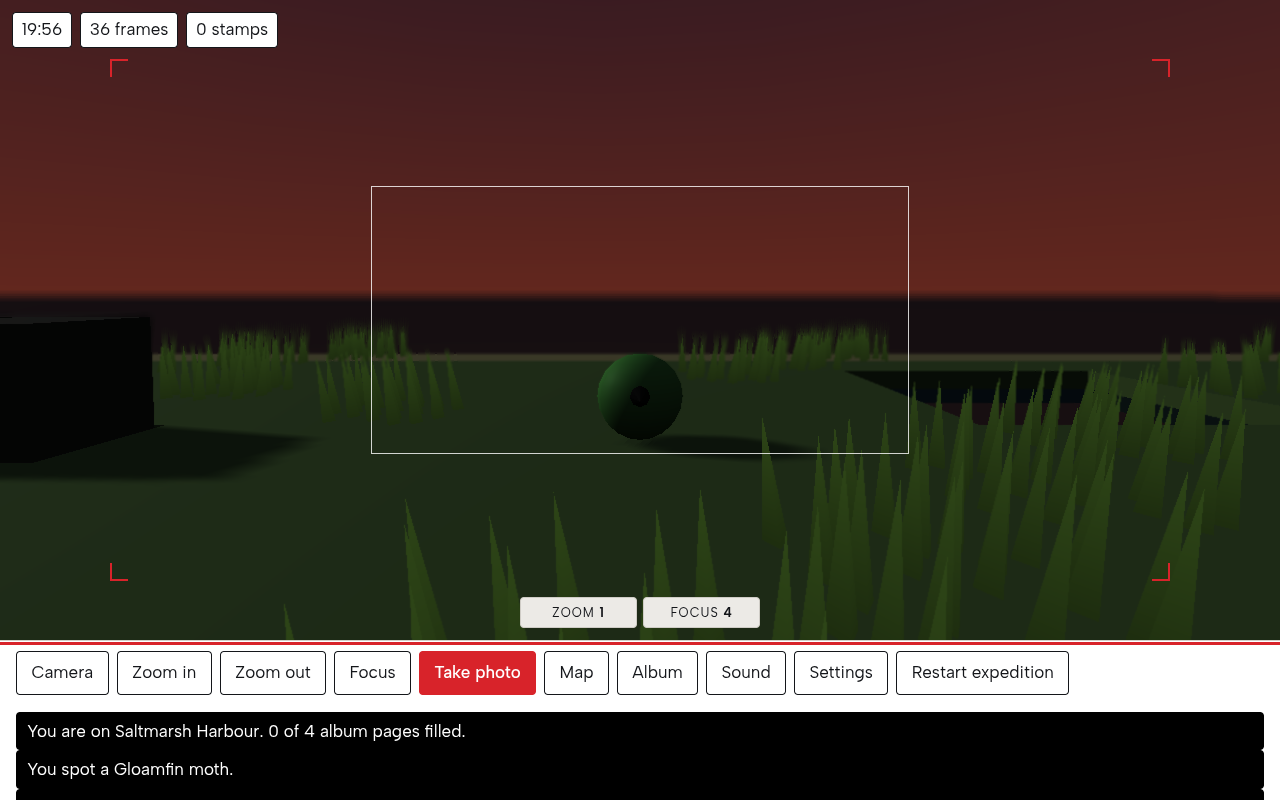 19:56 36 frames 0 stamps
ZOOM 1 FOCUS 4
Camera Zoom in Zoom out Focus Take photo Map Album Sound Settings Restart expedition
You are on Saltmarsh Harbour. 0 of 4 album pages filled.
You spot a Gloamfin moth.